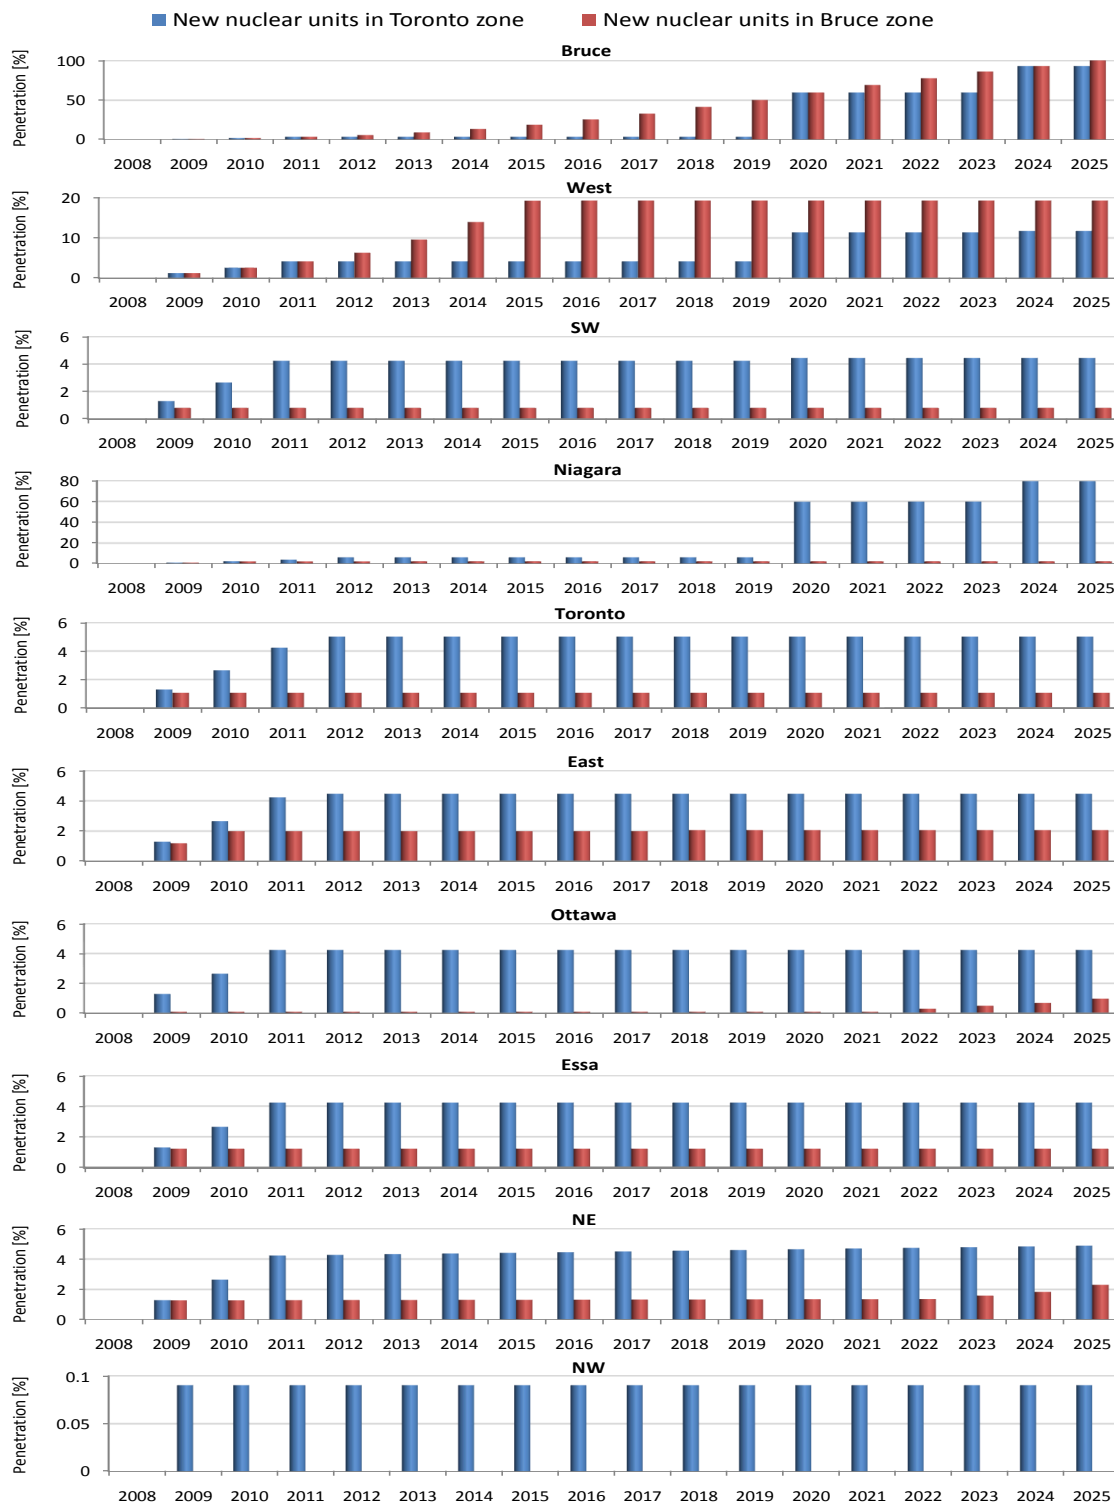 New nuclear units in Toronto zone New nuclear units in Bruce zone
Bruce
Penetration [%]
100
50
0
2008 2009 2010 2011 2012 2013 2014 2015 2016 2017 2018 2019 2020 2021 2022 2023 2024 2025
West
Penetration [%]
20
10
0
2008 2009 2010 2011 2012 2013 2014 2015 2016 2017 2018 2019 2020 2021 2022 2023 2024 2025
SW
Penetration [%]
6
4
2
0
2008 2009 2010 2011 2012 2013 2014 2015 2016 2017 2018 2019 2020 2021 2022 2023 2024 2025
Niagara
Penetration [%]
80
60
40
20
0
2008 2009 2010 2011 2012 2013 2014 2015 2016 2017 2018 2019 2020 2021 2022 2023 2024 2025
Toronto
Penetration [%]
6
4
2
0
2008 2009 2010 2011 2012 2013 2014 2015 2016 2017 2018 2019 2020 2021 2022 2023 2024 2025
East
Penetration [%]
6
4
2
0
2008 2009 2010 2011 2012 2013 2014 2015 2016 2017 2018 2019 2020 2021 2022 2023 2024 2025
Ottawa
Penetration [%]
6
4
2
0
2008 2009 2010 2011 2012 2013 2014 2015 2016 2017 2018 2019 2020 2021 2022 2023 2024 2025
Essa
Penetration [%]
6
4
2
0
2008 2009 2010 2011 2012 2013 2014 2015 2016 2017 2018 2019 2020 2021 2022 2023 2024 2025
NE
Penetration [%]
6
4
2
0
2008 2009 2010 2011 2012 2013 2014 2015 2016 2017 2018 2019 2020 2021 2022 2023 2024 2025
NW
Penetration [%]
0.1
0.05
0
2008 2009 2010 2011 2012 2013 2014 2015 2016 2017 2018 2019 2020 2021 2022 2023 2024 2025